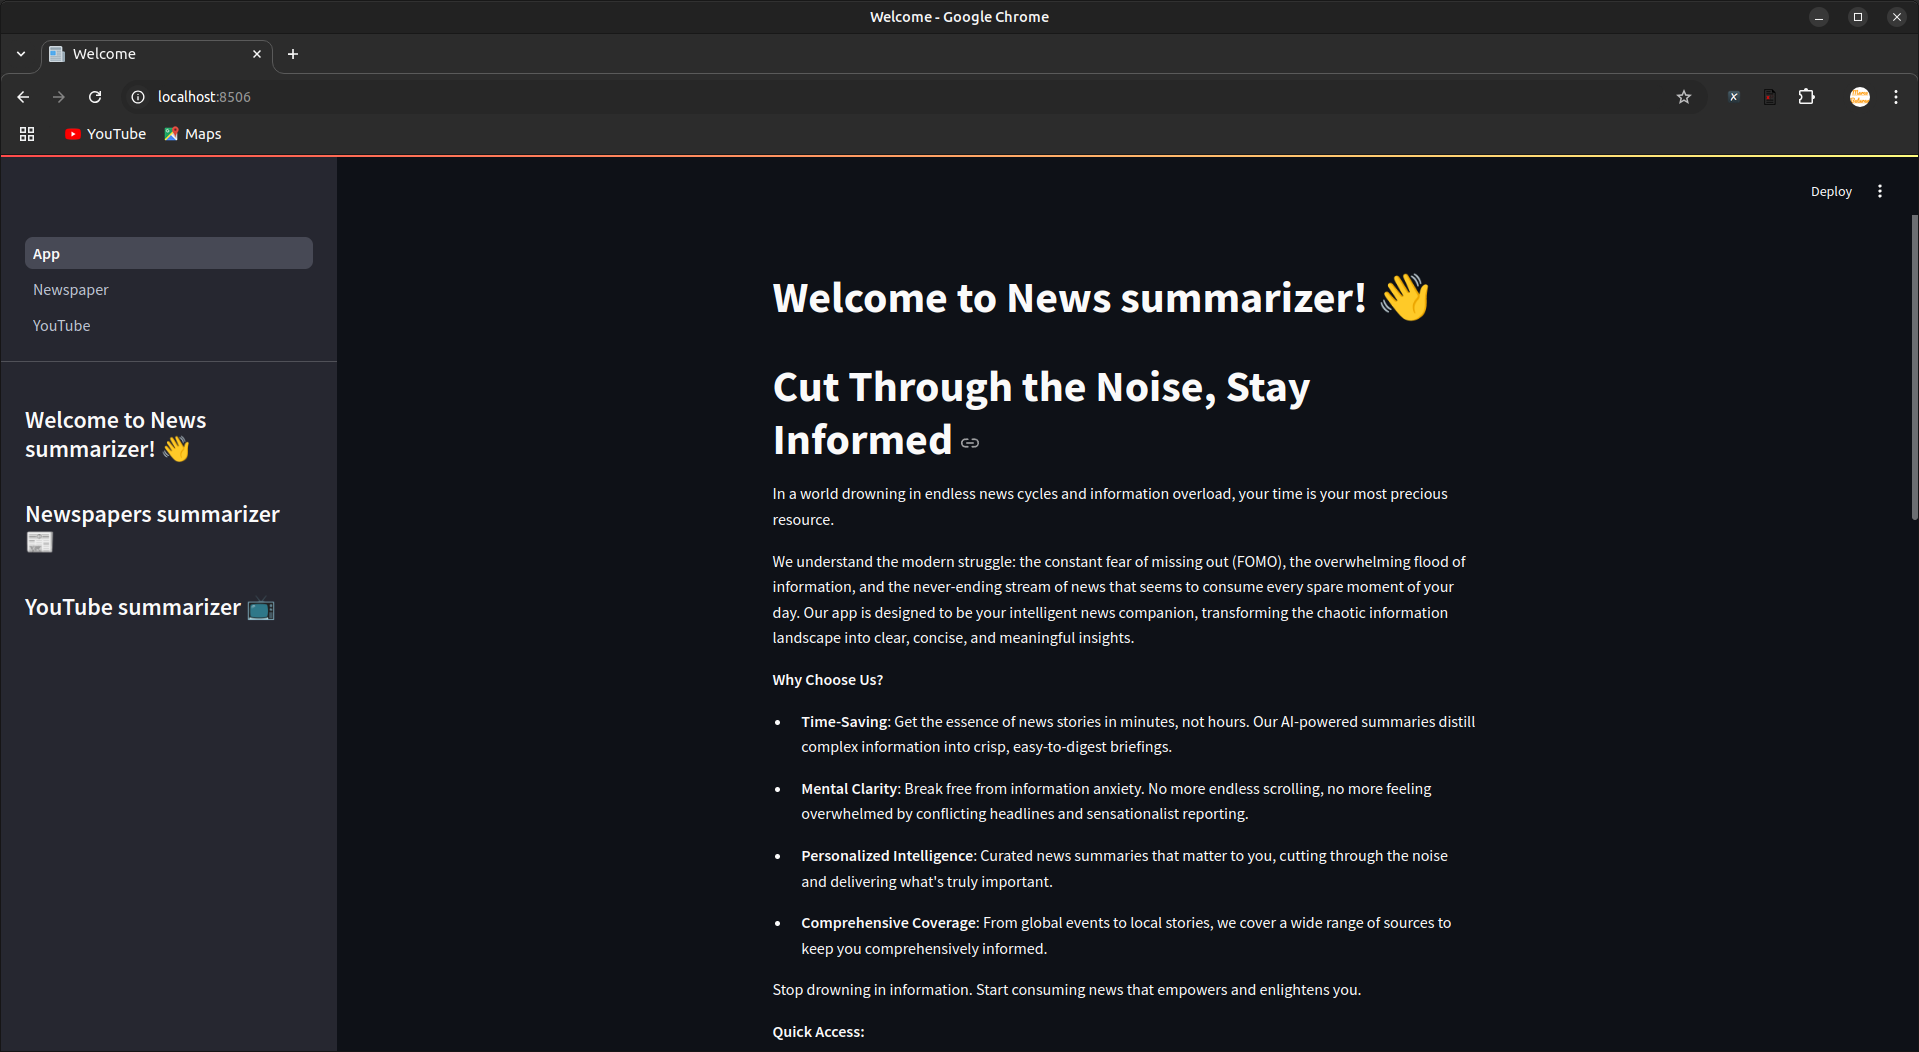 Welcome - Google Chrome
Welcome
localhost:8506
YouTube
Maps
Deploy
App
Newspaper
YouTube
Welcome to News
summarizer! 👋
Newspapers summarizer
📰
YouTube summarizer 📺
Welcome to News summarizer! 👋
Cut Through the Noise, Stay
Informed
In a world drowning in endless news cycles and information overload, your time is your most precious
resource.
We understand the modern struggle: the constant fear of missing out (FOMO), the overwhelming flood of
information, and the never-ending stream of news that seems to consume every spare moment of your
day. Our app is designed to be your intelligent news companion, transforming the chaotic information
landscape into clear, concise, and meaningful insights.
Why Choose Us?
• Time-Saving: Get the essence of news stories in minutes, not hours. Our AI-powered summaries distill
complex information into crisp, easy-to-digest briefings.
• Mental Clarity: Break free from information anxiety. No more endless scrolling, no more feeling
overwhelmed by conflicting headlines and sensationalist reporting.
• Personalized Intelligence: Curated news summaries that matter to you, cutting through the noise
and delivering what's truly important.
• Comprehensive Coverage: From global events to local stories, we cover a wide range of sources to
keep you comprehensively informed.
Stop drowning in information. Start consuming news that empowers and enlightens you.
Quick Access: